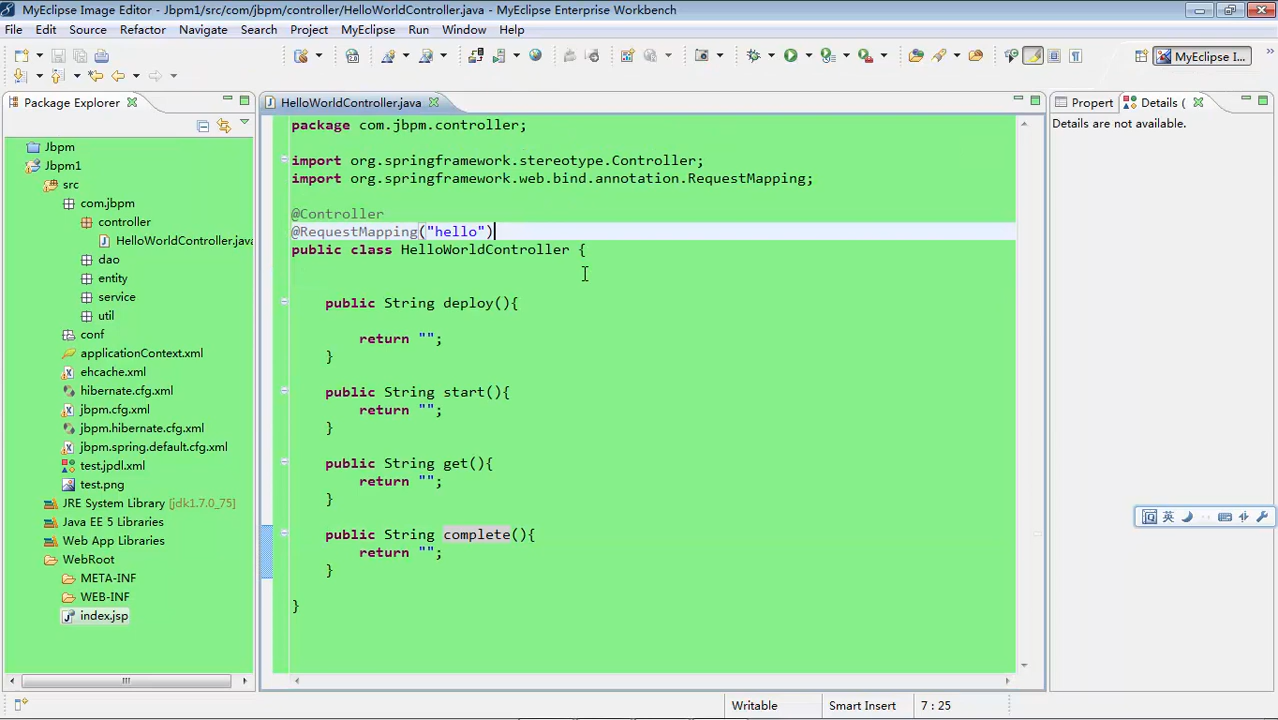 MyEclipse Image Editor - Jbpm1/src/com/jbpm/controller/HelloWorldController.java - MyEclipse Enterprise Workbench
File Edit Source Refactor Navigate Search Project MyEclipse Run Window Help
MyEclipse I...
Package Explorer
HelloWorldController.java
Propert
Details (
Jbpm
Jbpm1
src
com.jbpm
controller
HelloWorldController.java
dao
entity
service
util
conf
applicationContext.xml
ehcache.xml
hibernate.cfg.xml
jbpm.cfg.xml
jbpm.hibernate.cfg.xml
jbpm.spring.default.cfg.xml
test.jpdl.xml
test.png
JRE System Library [jdk1.7.0_75]
Java EE 5 Libraries
Web App Libraries
WebRoot
META-INF
WEB-INF
index.jsp
package com.jbpm.controller;
import org.springframework.stereotype.Controller;
import org.springframework.web.bind.annotation.RequestMapping;
@Controller
@RequestMapping("hello")
public class HelloWorldController {
public String deploy(){
return "";
}
public String start(){
return "";
}
public String get(){
return "";
}
public String complete(){
return "";
}
}
Details are not available.
英
Writable
Smart Insert
7 : 25